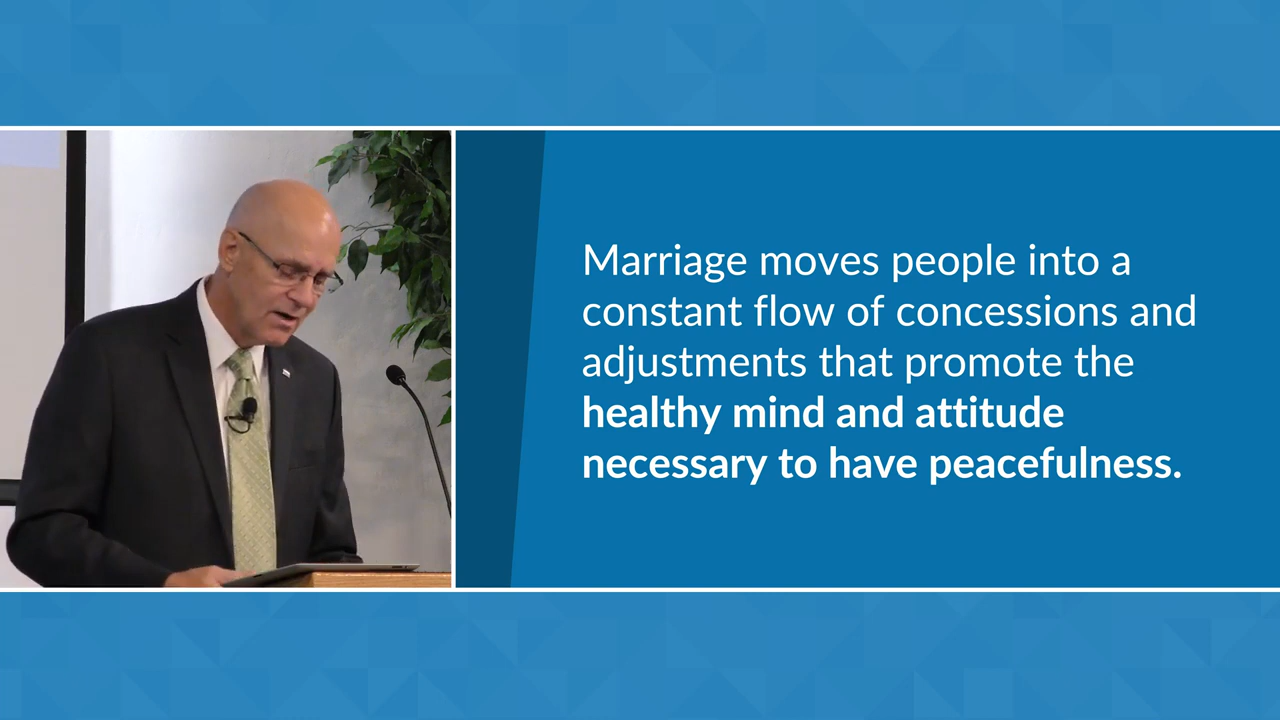 Marriage moves people into a
constant flow of concessions and
adjustments that promote the
healthy mind and attitude
necessary to have peacefulness.